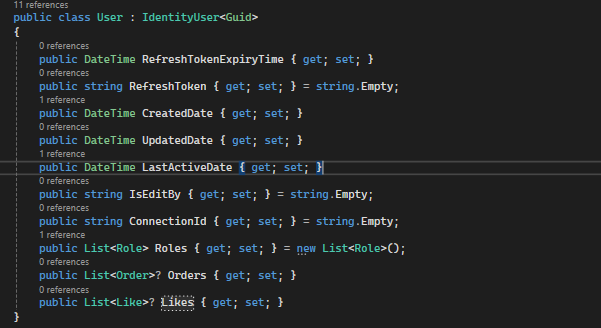 11 references
public class User : IdentityUser<Guid>
{
0 references
public DateTime RefreshTokenExpiryTime { get; set; }
0 references
public string RefreshToken { get; set; } = string.Empty;
1 reference
public DateTime CreatedDate { get; set; }
0 references
public DateTime UpdatedDate { get; set; }
1 reference
public DateTime LastActiveDate { get; set; }
0 references
public string IsEditBy { get; set; } = string.Empty;
0 references
public string ConnectionId { get; set; } = string.Empty;
1 reference
public List<Role> Roles { get; set; } = new List<Role>();
0 references
public List<Order>? Orders { get; set; }
0 references
public List<Like>? Likes { get; set; }
}